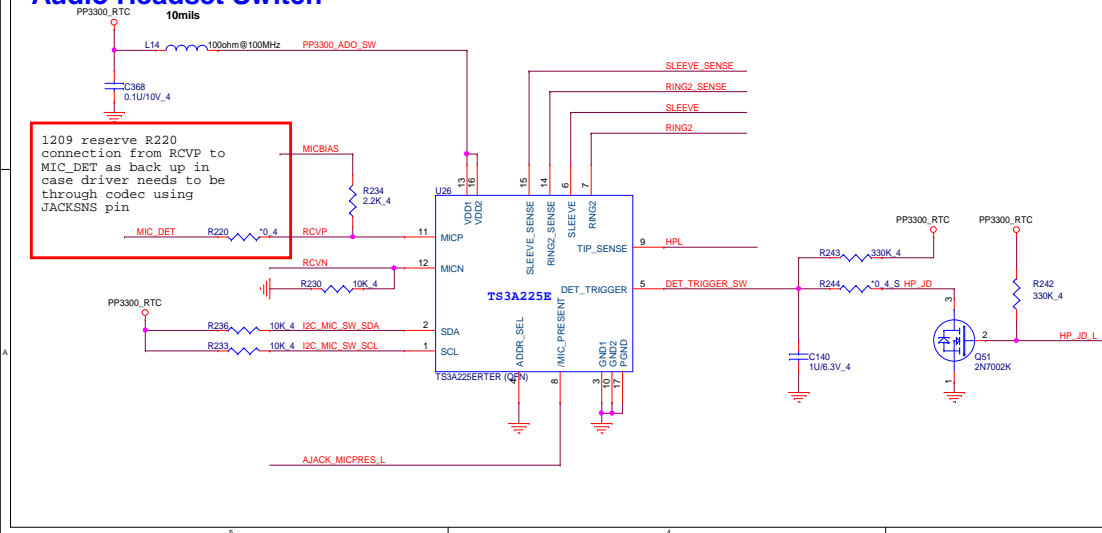 Audio Headset Switch
PP3300_RTC
10mils
L14
100ohm@100MHz
PP3300_ADO_SW
C368
0.1U/10V_4
SLEEVE_SENSE
RING2_SENSE
SLEEVE
RING2
1209 reserve R220
connection from RCVP to
MIC_DET as back up in
case driver needs to be
through codec using
JACKSNS pin
MICBIAS
R234
2.2K_4
MIC_DET
R220
*0_4
RCVP
RCVN
R230
10K_4
PP3300_RTC
R236
10K_4
I2C_MIC_SW_SDA
R233
10K_4
I2C_MIC_SW_SCL
U26
13
16
15
14
6
7
VDD1
VDD2
SLEEVE_SENSE
RING2_SENSE
SLEEVE
RING2
11
MICP
12
MICN
2
SDA
1
SCL
TIP_SENSE
9
HPL
DET_TRIGGER
5
DET_TRIGGER_SW
TS3A225E
ADDR_SEL
/MIC_PRESENT
GND1
GND2
PGND
TS3A225ERTER (QFN)
4
8
3
10
17
AJACK_MICPRES_L
PP3300_RTC
PP3300_RTC
R243
330K_4
R244
*0_4_S
HP_JD
R242
330K_4
C140
1U/6.3V_4
3
2
1
Q51
2N7002K
HP_JD_L
A
5
4